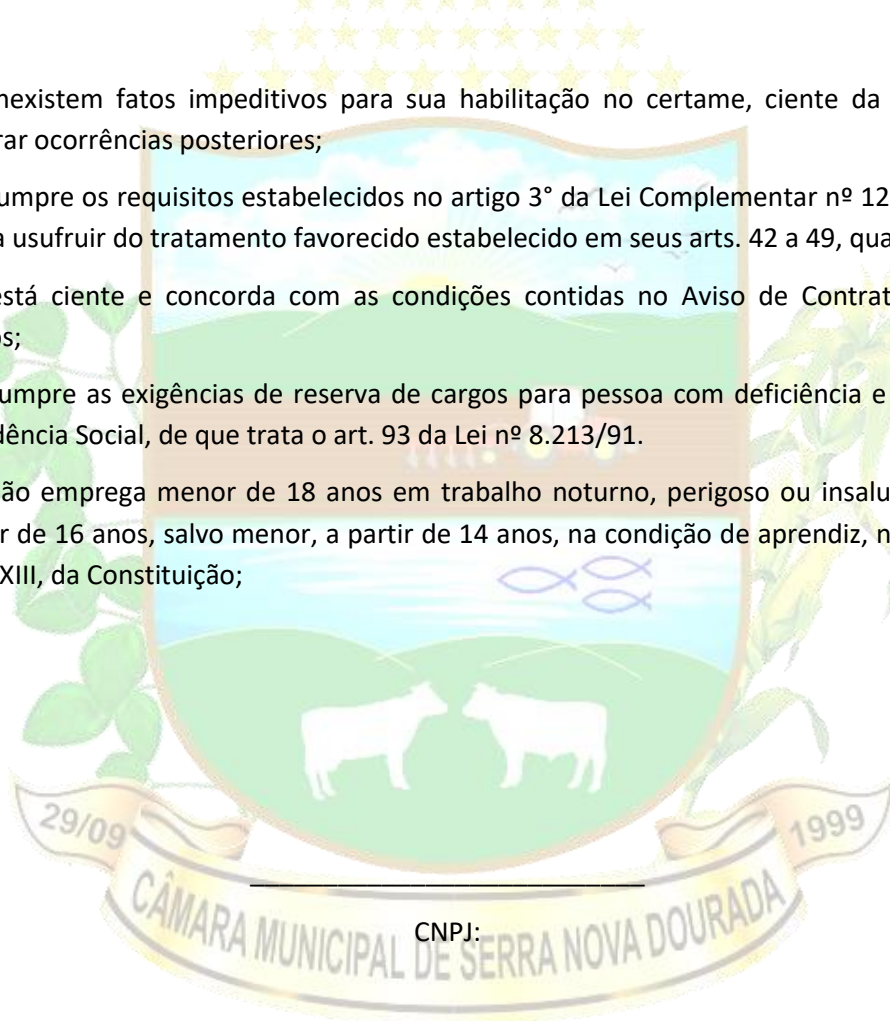 nexistem fatos impeditivos para sua habilitação no certame, ciente da
rar ocorrências posteriores;
umpre os requisitos estabelecidos no artigo 3° da Lei Complementar nº 12
a usufruir do tratamento favorecido estabelecido em seus arts. 42 a 49, qua
está ciente e concorda com as condições contidas no Aviso de Contrat
os;
umpre as exigências de reserva de cargos para pessoa com deficiência e
dência Social, de que trata o art. 93 da Lei nº 8.213/91.
ão emprega menor de 18 anos em trabalho noturno, perigoso ou insalu
r de 16 anos, salvo menor, a partir de 14 anos, na condição de aprendiz, n
XIII, da Constituição;
29/09
1999
CNPJ:
CÂMARA MUNICIPAL DE SERRA NOVA DOURADA